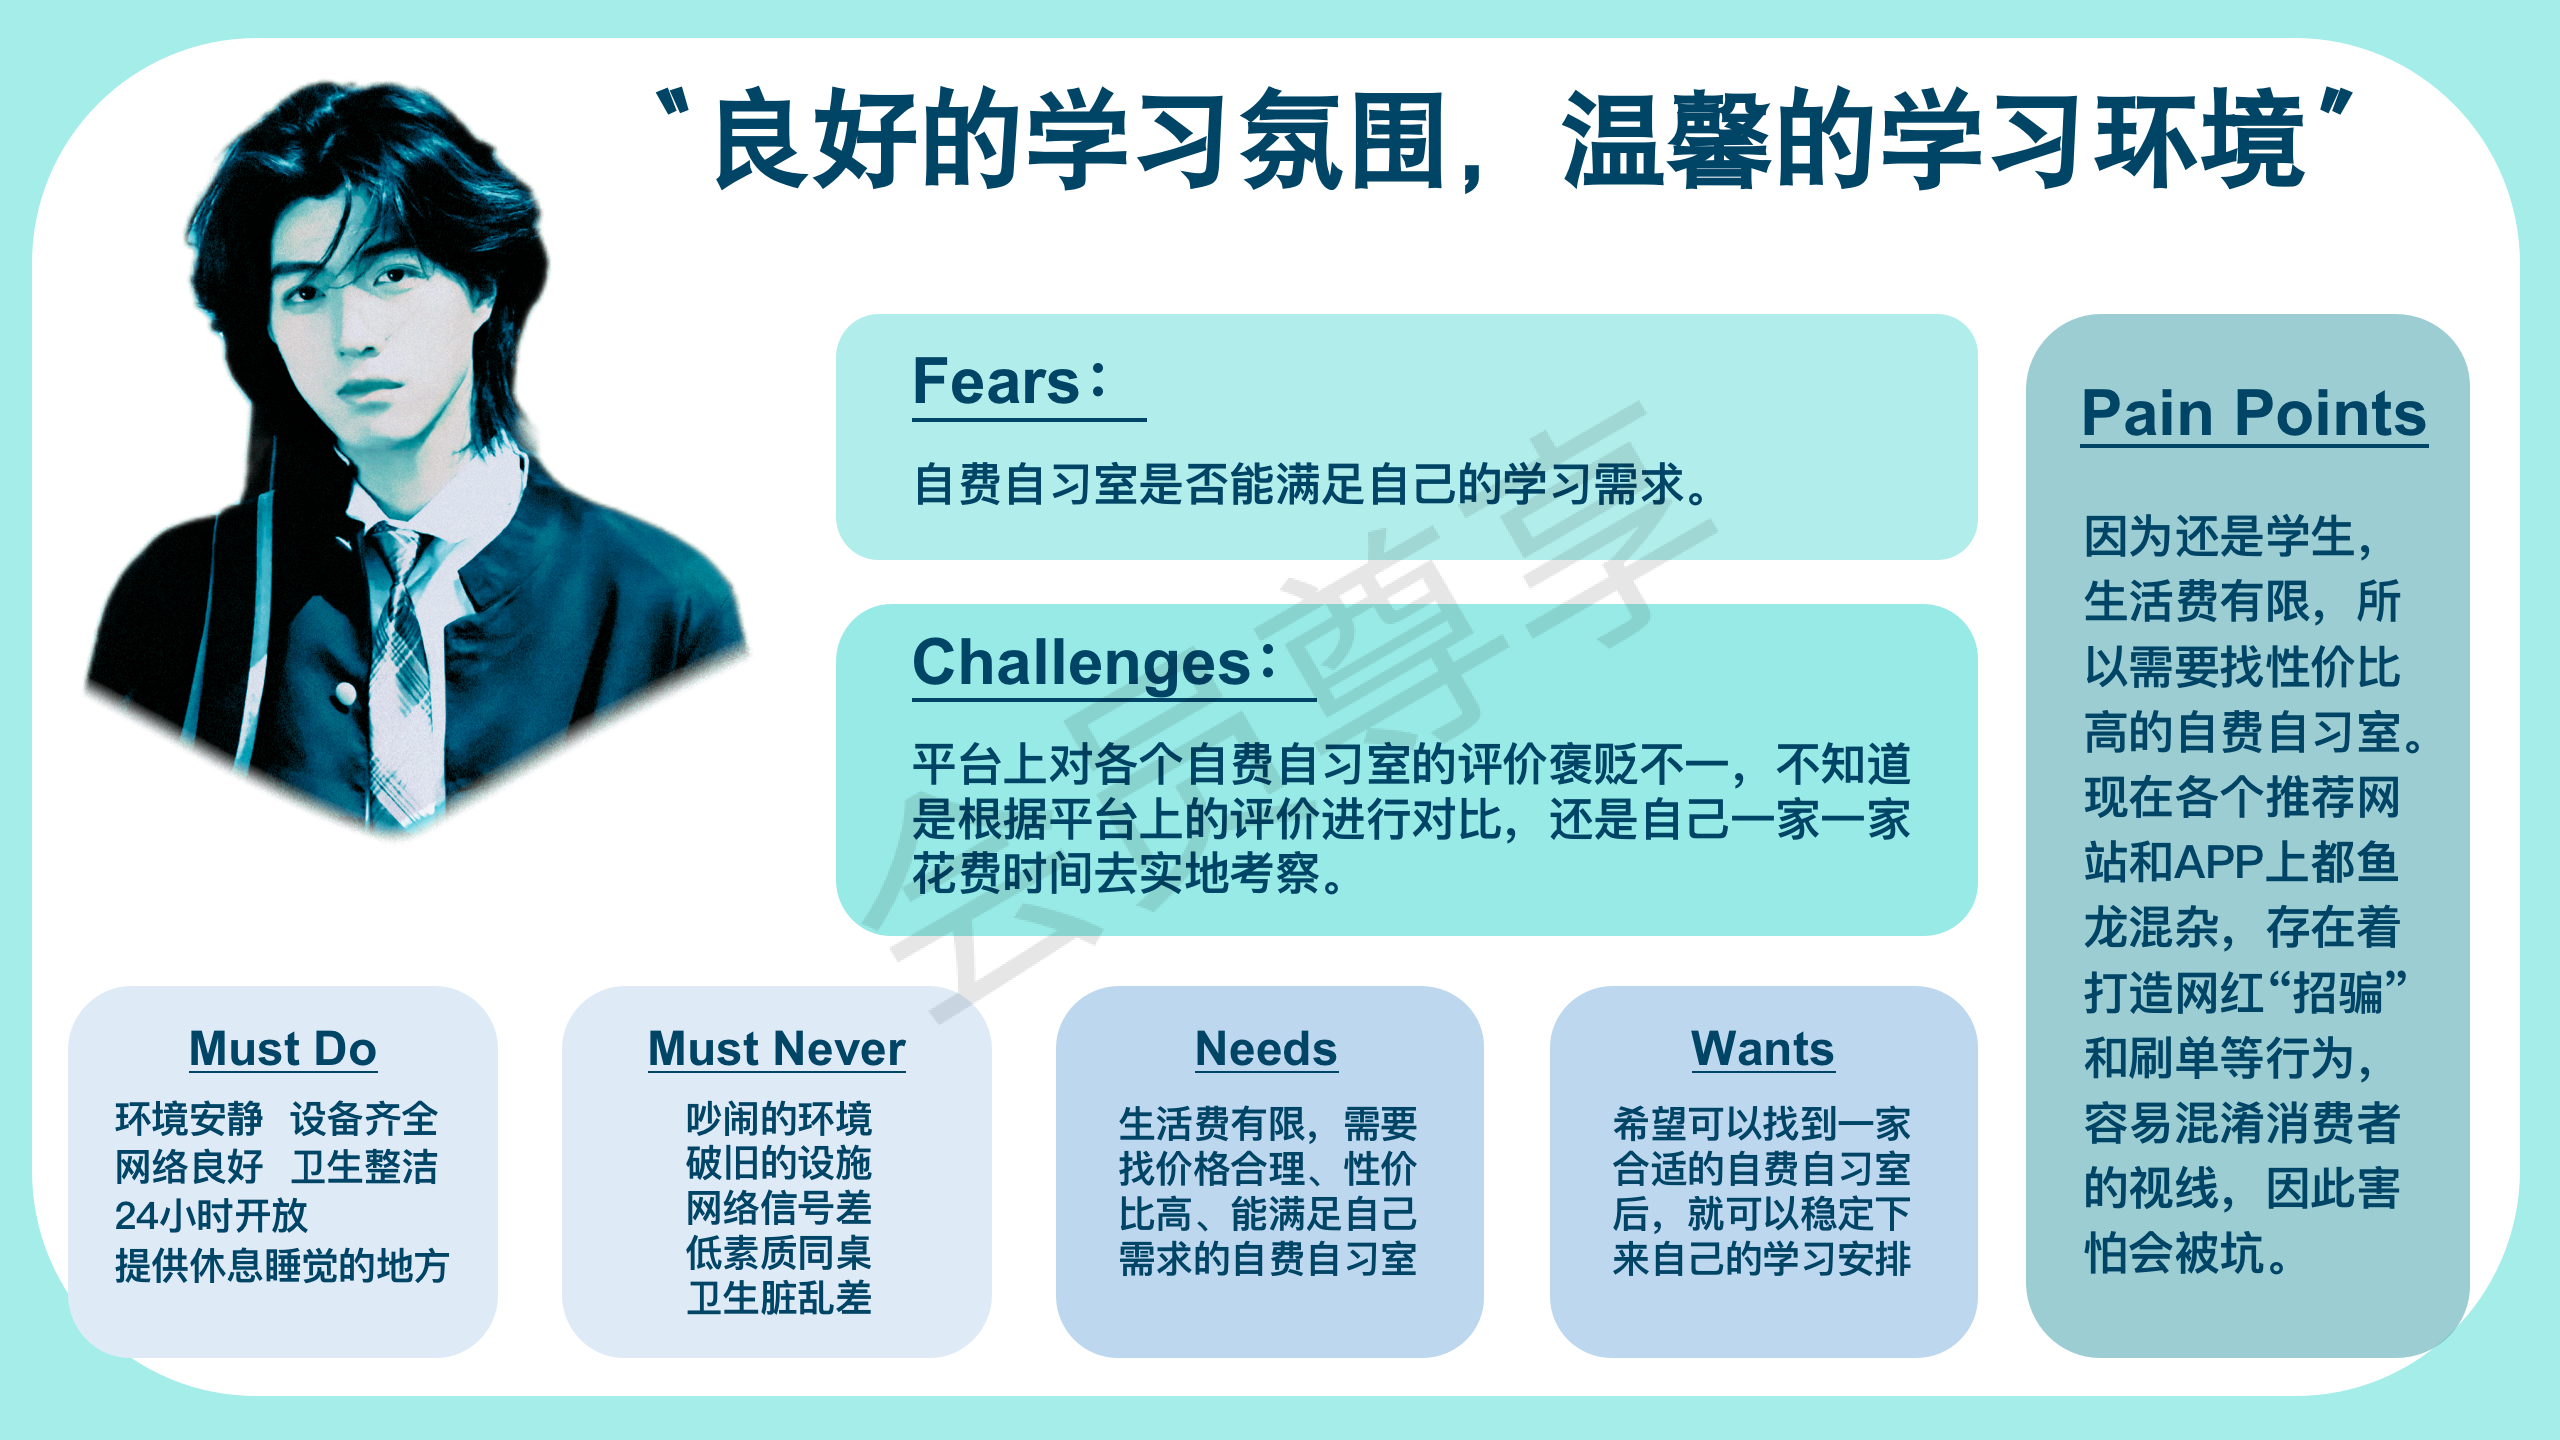 〝良好的学习氛围，温馨的学习环境〞
Fears：
自费自习室是否能满足自己的学习需求。
Challenges：
平台上对各个自费自习室的评价褒贬不一，不知道
是根据平台上的评价进行对比，还是自己一家一家
花费时间去实地考察。
Pain Points
因为还是学生，
生活费有限，所
以需要找性价比
高的自费自习室。
现在各个推荐网
站和APP上都鱼
龙混杂，存在着
打造网红“招骗”
和刷单等行为，
容易混淆消费者
的视线，因此害
怕会被坑。
Must Do
环境安静 设备齐全
网络良好 卫生整洁
24小时开放
提供休息睡觉的地方
Must Never
吵闹的环境
破旧的设施
网络信号差
低素质同桌
卫生脏乱差
Needs
生活费有限，需要
找价格合理、性价
比高、能满足自己
需求的自费自习室
Wants
希望可以找到一家
合适的自费自习室
后，就可以稳定下
来自己的学习安排
会员尊享